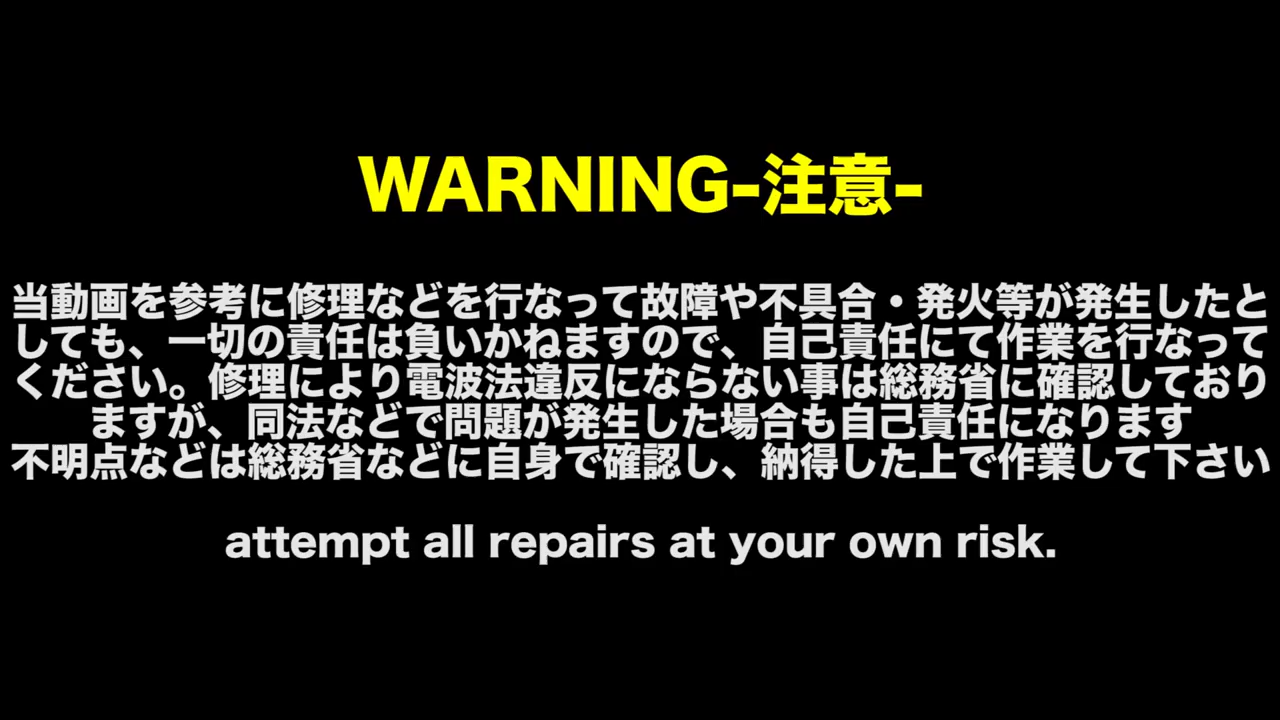 WARNING-注意-
当動画を参考に修理などを行なって故障や不具合・発火等が発生したと
しても、一切の責任は負いかねますので、自己責任にて作業を行なって
ください。修理により電波法違反にならない事は総務省に確認しており
ますが、同法などで問題が発生した場合も自己責任になります
不明点などは総務省などに自身で確認し、納得した上で作業して下さい
attempt all repairs at your own risk.